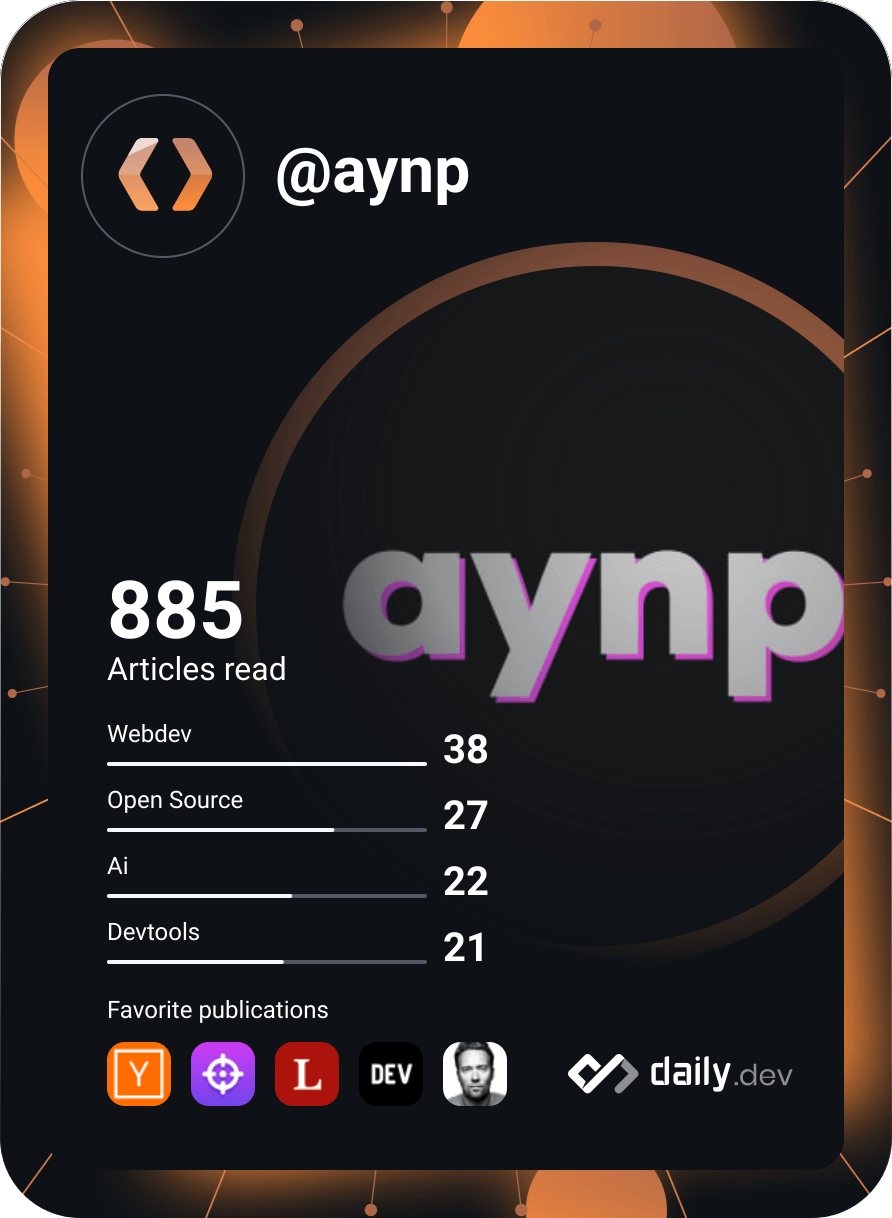 @aynp
aynp
885
Articles read
Webdev
38
Open Source
27
Ai
22
Devtools
21
Favorite publications
Y
L
DEV
daily.dev